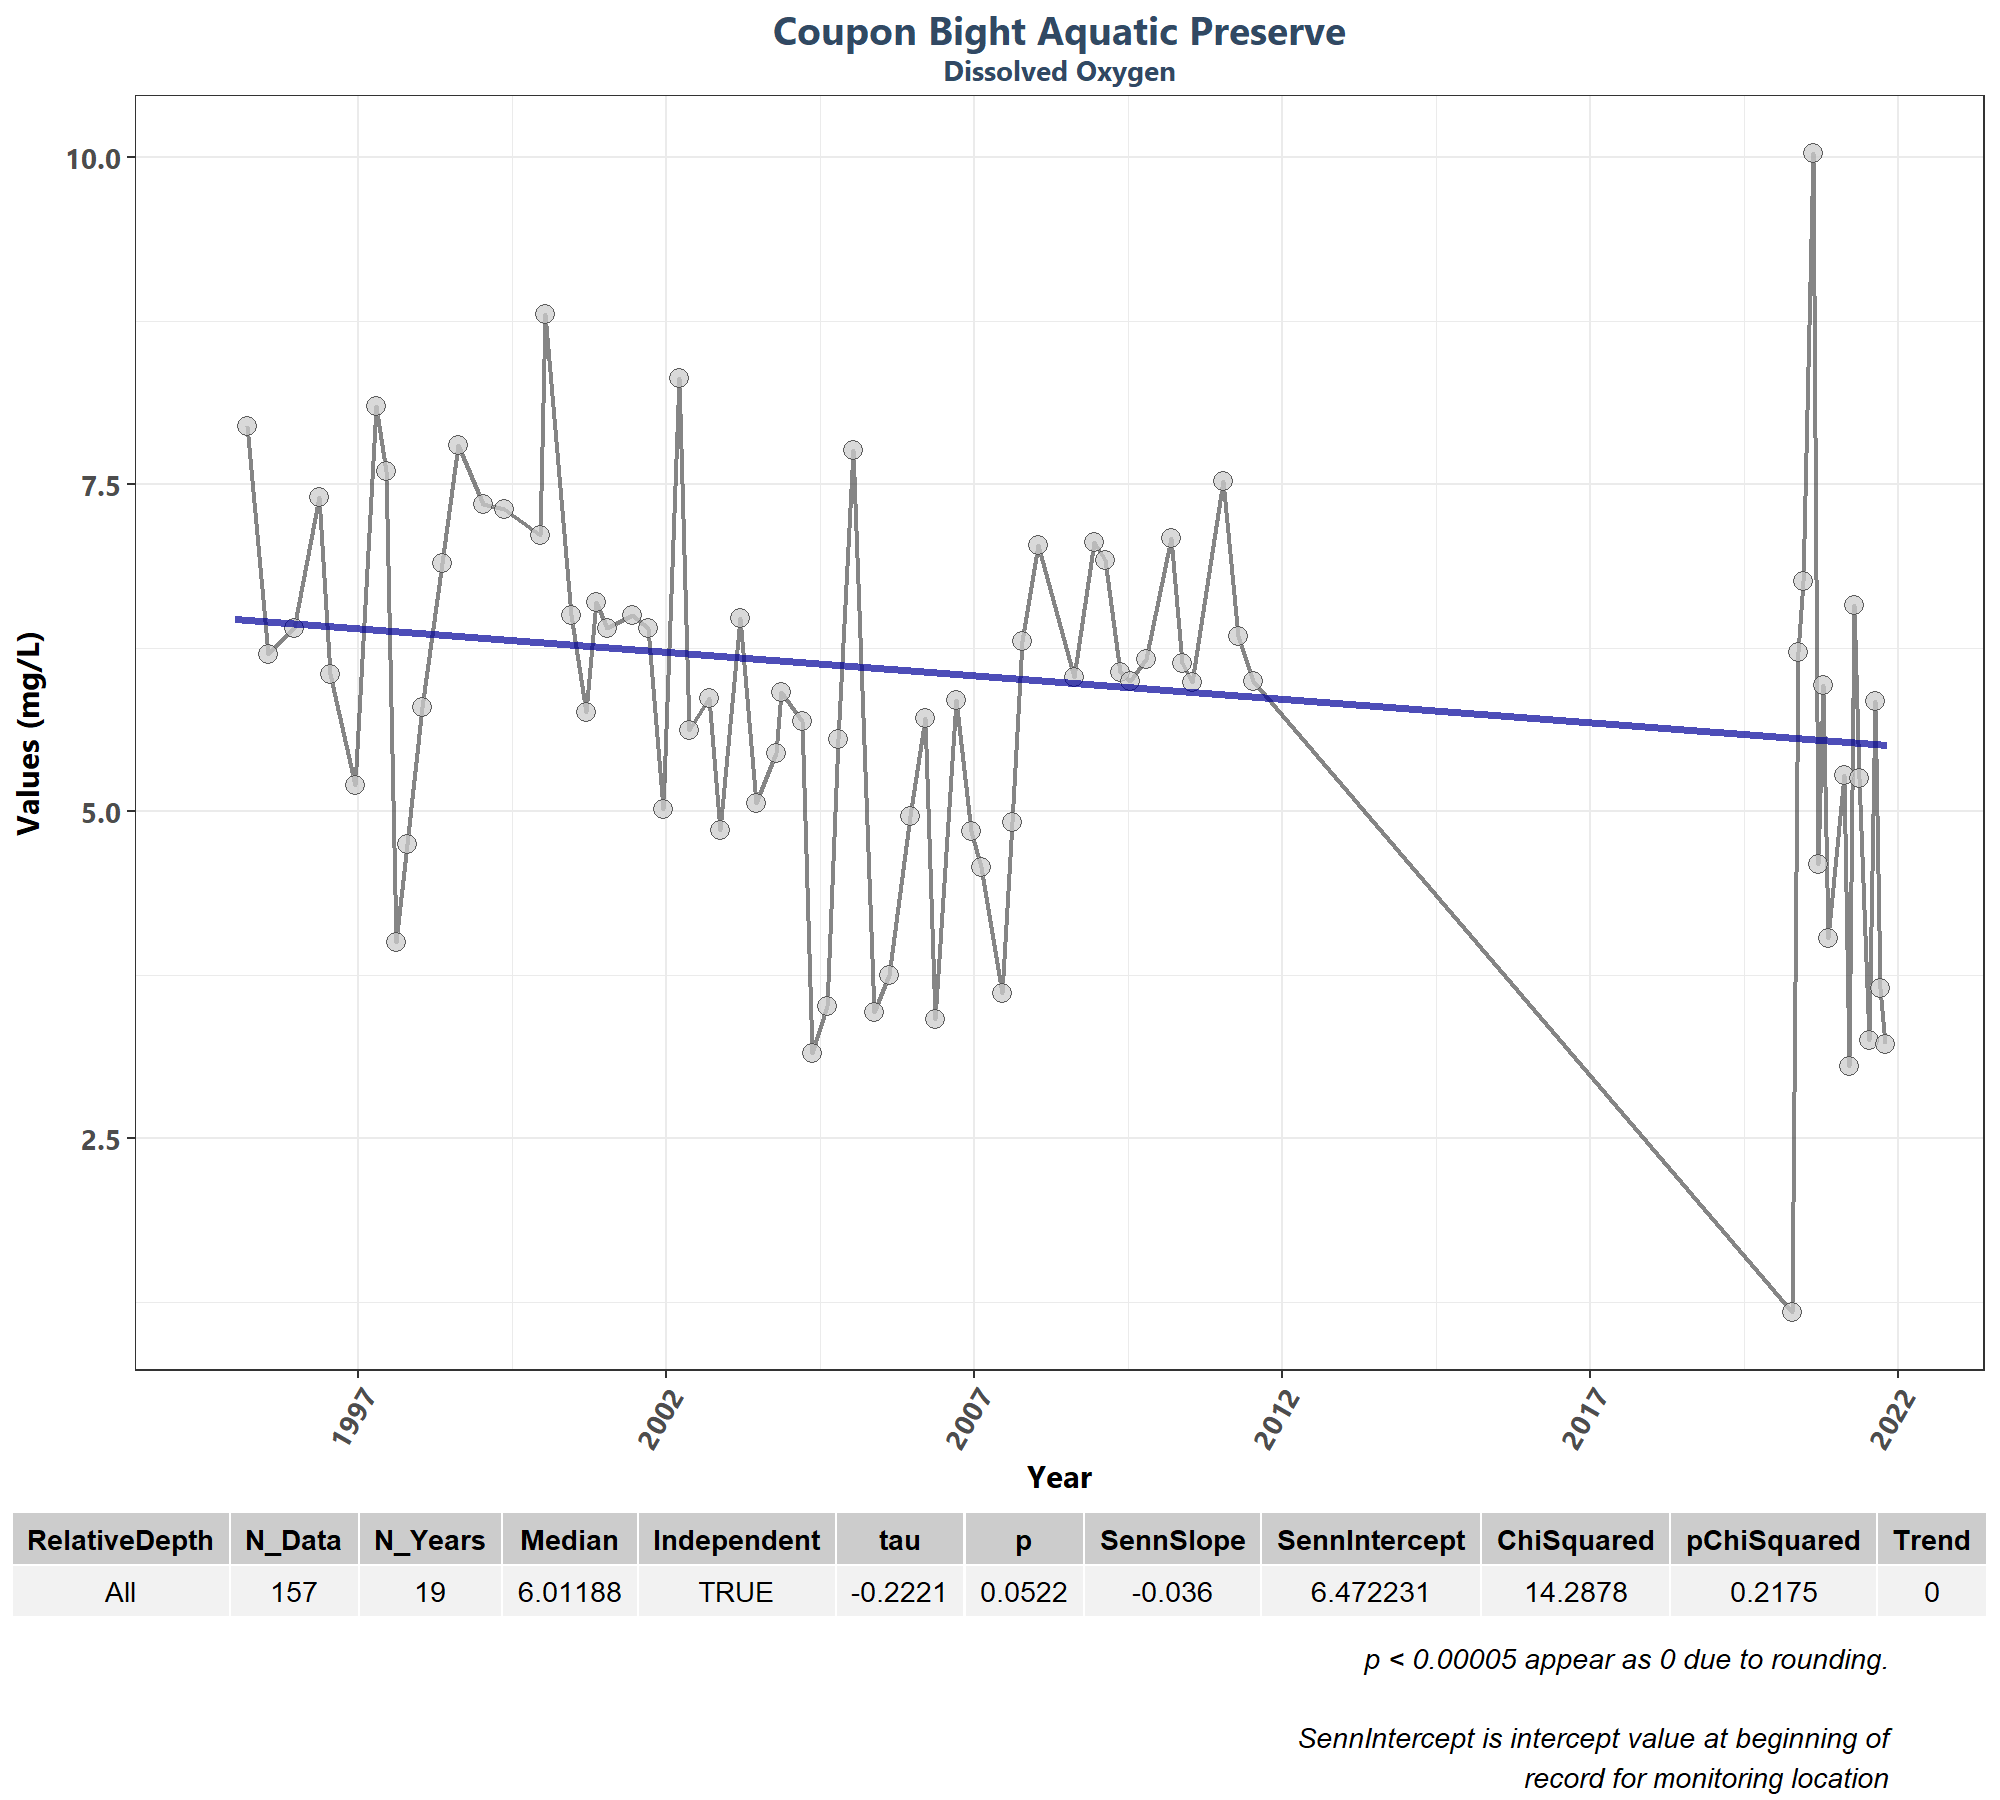 Coupon Bight Aquatic Preserve
Dissolved Oxygen
Values (mg/L)
10.0
7.5
5.0
2.5
1997
2002
2007
2012
2017
2022
Year
RelativeDepth N_Data N_Years Median Independent tau p SennSlope SennIntercept ChiSquared pChiSquared Trend
All 157 19 6.01188 TRUE -0.2221 0.0522 -0.036 6.472231 14.2878 0.2175 0
p < 0.00005 appear as 0 due to rounding.
SennIntercept is intercept value at beginning of
record for monitoring location